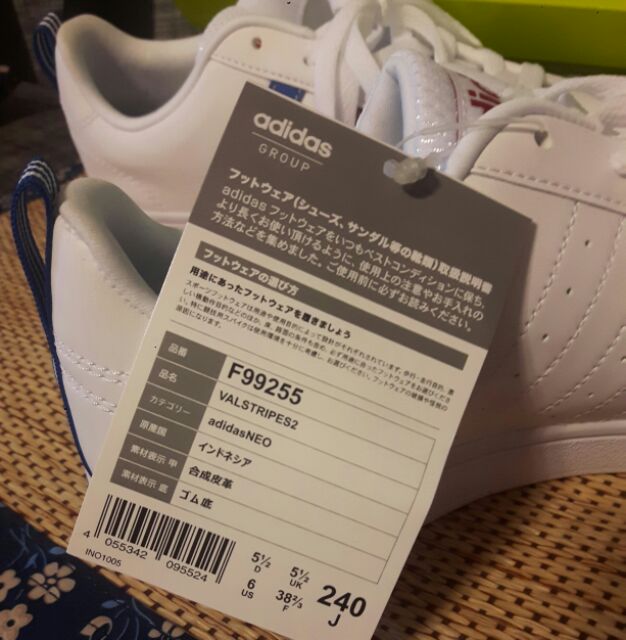 adidas
GROUP
フットウェア(シューズ、サンダル等の靴類)取扱説明書
adidas フットウェアをいつもベストコンディションに保ち、
より長くお使い頂けるように、使用上の注意やお手入れの
方法などを集めました。ご使用前に必ずお読みください。
フットウェアの選び方
用途にあったフットウェアを履きましょう
品番 F99255
品名 VALSTRIPES2
カテゴリー adidasNEO
原産国 インドネシア
素材表示 甲 合成皮革
素材表示 底 ゴム底
4 055342 095524
INO1005
5½ D 5½ UK 240 J
6 US 38⅔ F